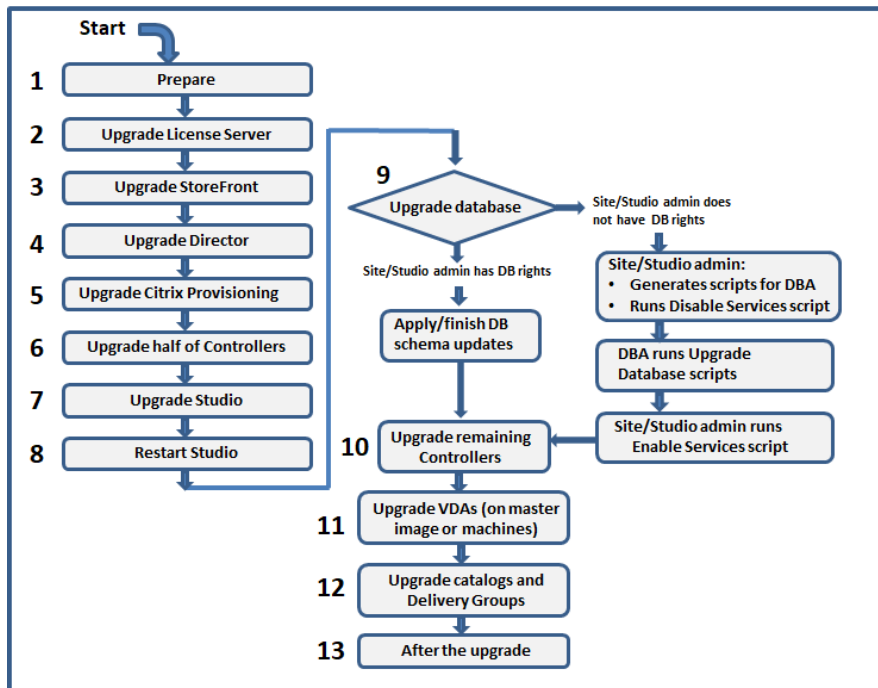 Start
1
Prepare
2
Upgrade License Server
3
Upgrade StoreFront
4
Upgrade Director
5
Upgrade Citrix Provisioning
6
Upgrade half of Controllers
7
Upgrade Studio
8
Restart Studio
9
Upgrade database
Site/Studio admin has DB rights
Apply/finish DB
schema updates
Site/Studio admin does
not have DB rights
Site/Studio admin:
• Generates scripts for DBA
• Runs Disable Services script
DBA runs Upgrade
Database scripts
Site/Studio admin runs
Enable Services script
10
Upgrade remaining
Controllers
11
Upgrade VDAs (on master
image or machines)
12
Upgrade catalogs and
Delivery Groups
13
After the upgrade